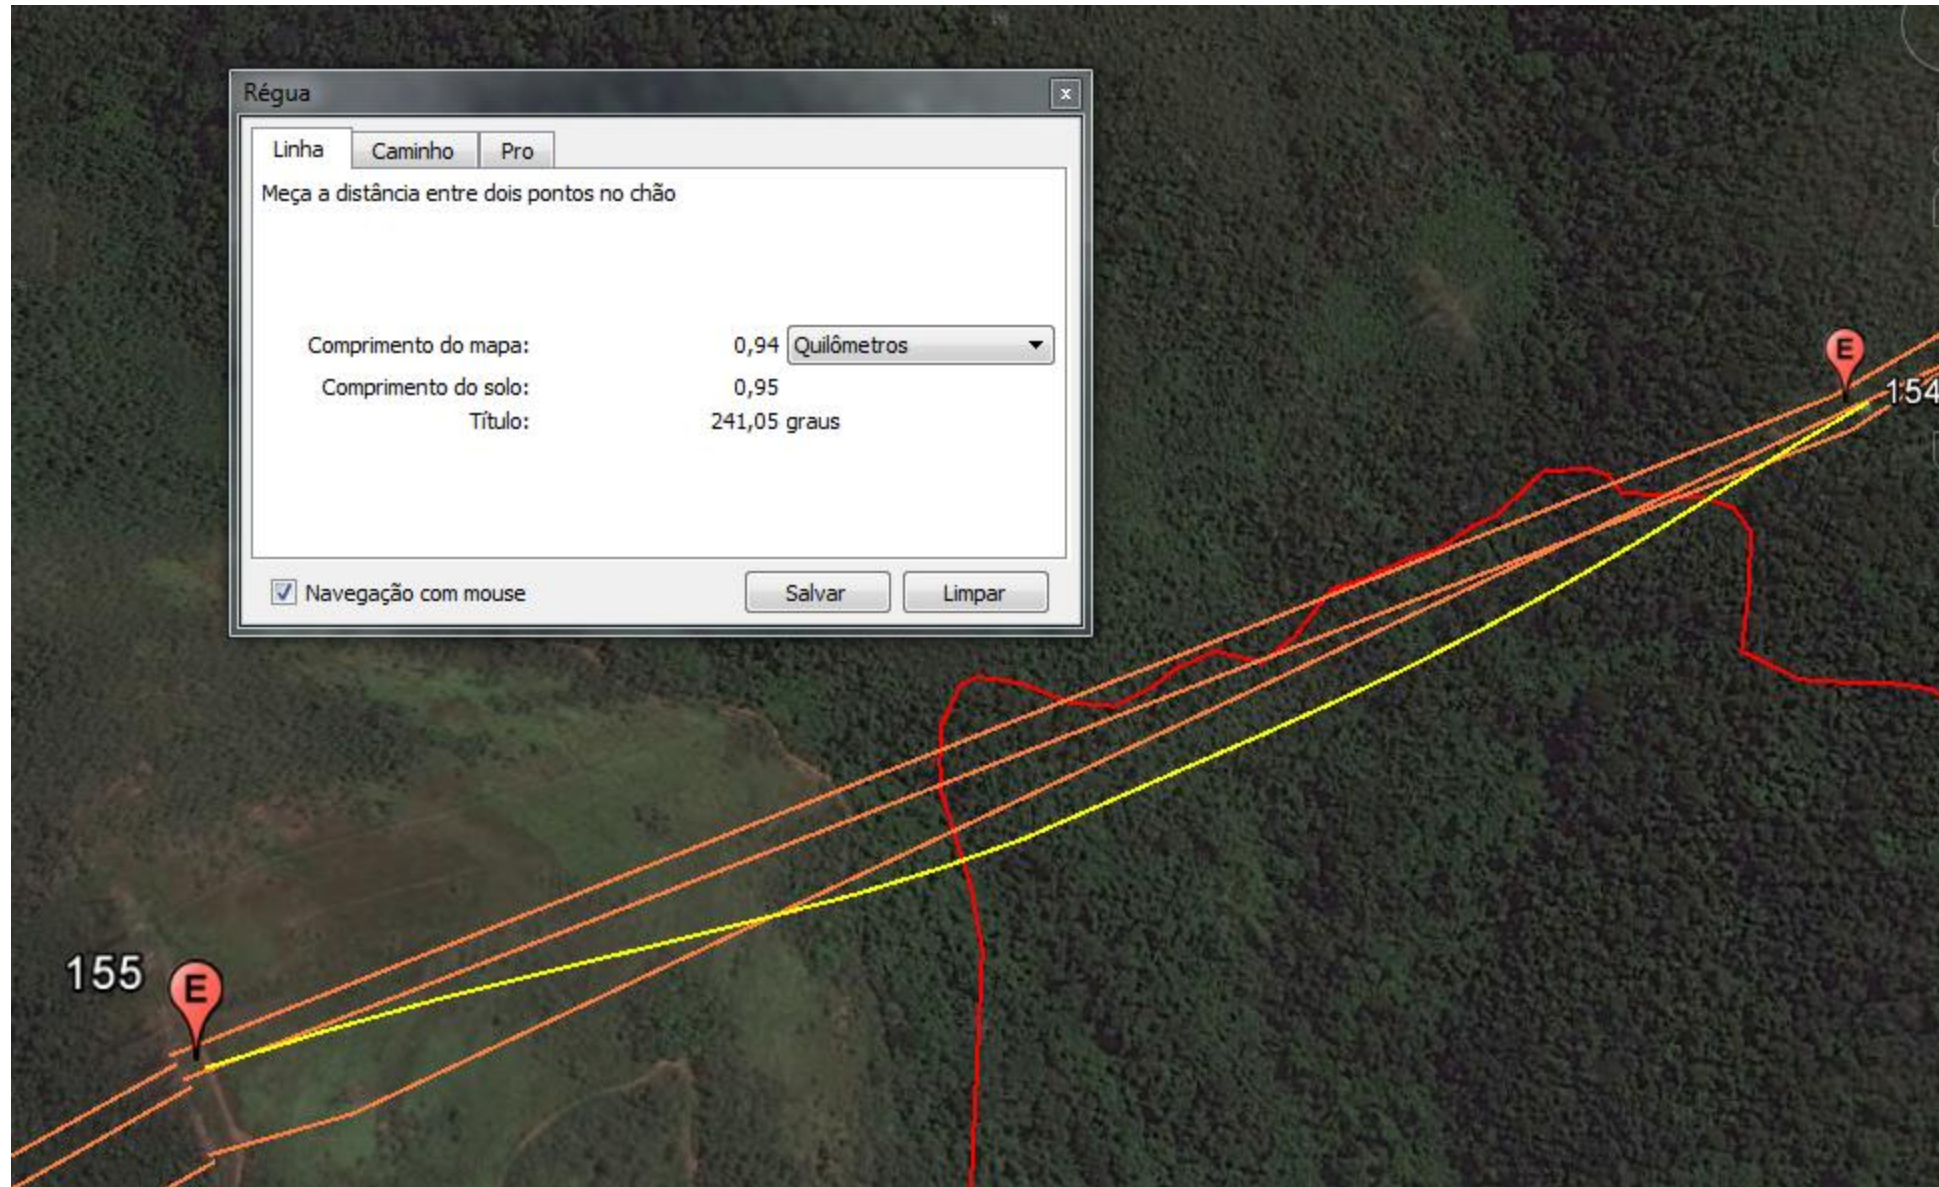 Régua
x
Linha Caminho Pro
Meça a distância entre dois pontos no chão
Comprimento do mapa: 0,94 Quilômetros
Comprimento do solo: 0,95
Título: 241,05 graus
Navegação com mouse Salvar Limpar
E
154
155
E